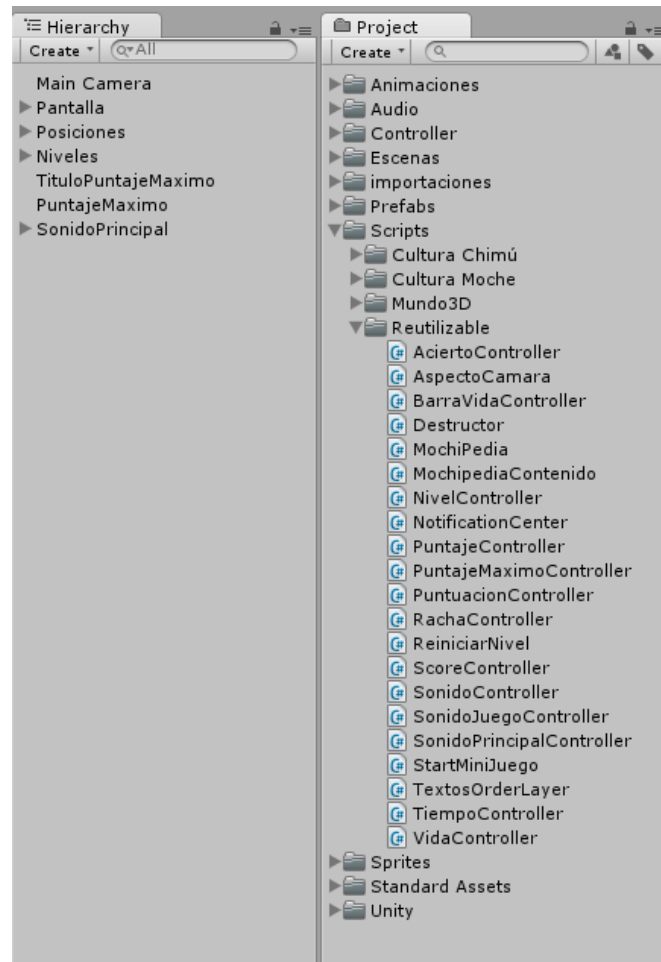 Hierarchy
Create
All
Main Camera
Pantalla
Posiciones
Niveles
TituloPuntajeMaximo
PuntajeMaximo
SonidoPrincipal
Project
Create
Animaciones
Audio
Controller
Escenas
importaciones
Prefabs
Scripts
Cultura Chimú
Cultura Moche
Mundo3D
Reutilizable
AciertoController
AspectoCamara
BarraVidaController
Destructor
MochiPedia
MochipediaContenido
NivelController
NotificationCenter
PuntajeController
PuntajeMaximoController
PuntuacionController
RachaController
ReiniciarNivel
ScoreController
SonidoController
SonidoJuegoController
SonidoPrincipalController
StartMiniJuego
TextosOrderLayer
TiempoController
VidaController
Sprites
Standard Assets
Unity